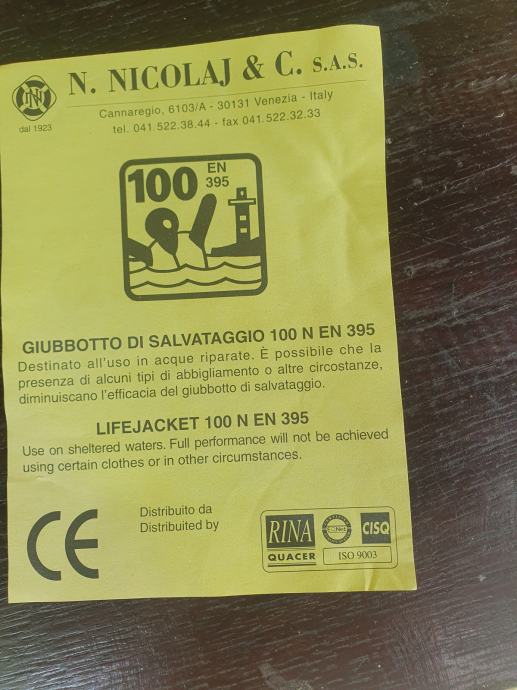 N. NICOLAJ & C. S.A.S.
dal 1923
Cannaregio, 6103/A - 30131 Venezia - Italy
tel. 041.522.38.44 - fax 041.522.32.33
100 EN 395
GIUBBOTTO DI SALVATAGGIO 100 N EN 395
Destinato all'uso in acque riparate. È possibile che la
presenza di alcuni tipi di abbigliamento o altre circostanze,
diminuiscano l'efficacia del giubbotto di salvataggio.
LIFEJACKET 100 N EN 395
Use on sheltered waters. Full performance will not be achieved
using certain clothes or in other circumstances.
CE
Distribuito da
Distribuited by
RINA
QUACER
CISQ
ISO 9003